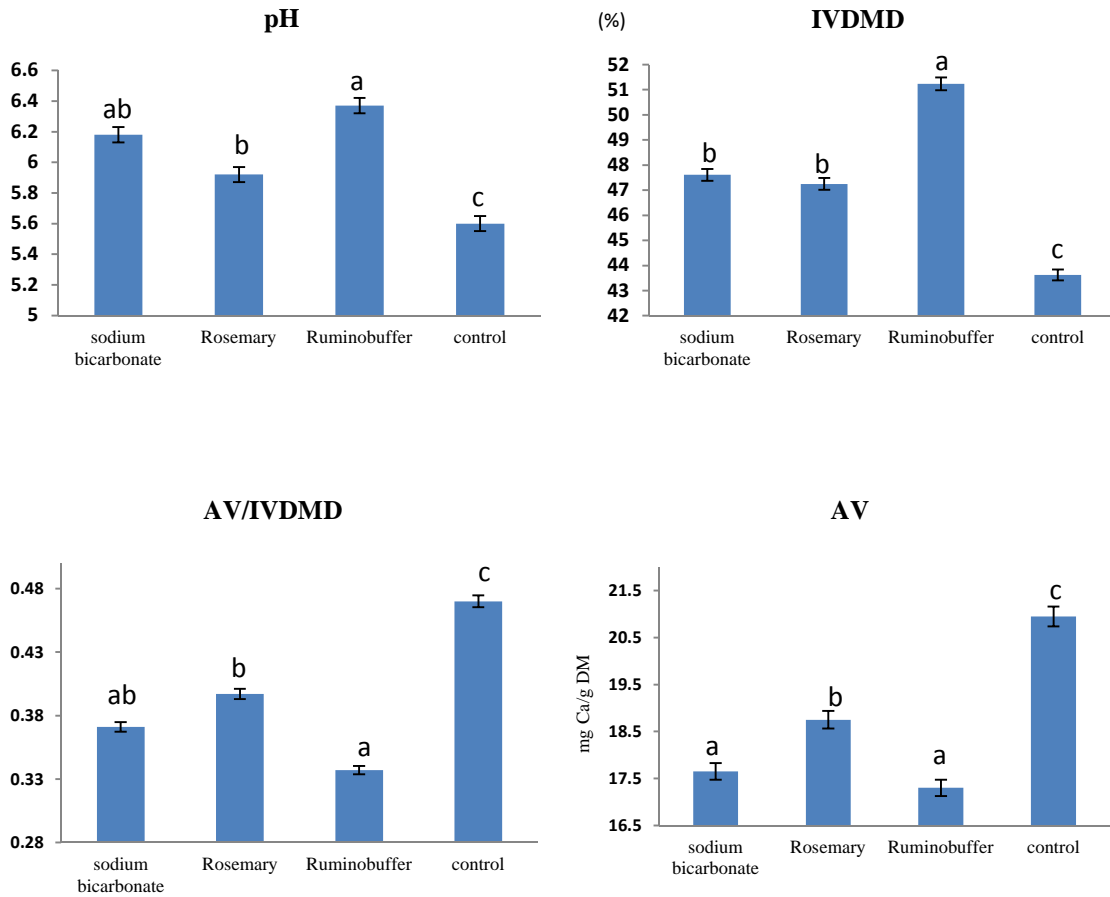 pH
6.6
6.4
6.2
6
5.8
5.6
5.4
5.2
5
ab
b
a
c
sodium
bicarbonate
Rosemary
Ruminobuffer
control
(%)
IVDMD
52
51
50
49
48
47
46
45
44
43
42
b
b
a
c
sodium
bicarbonate
Rosemary
Ruminobuffer
control
AV/IVDMD
0.48
0.43
0.38
0.33
0.28
ab
b
a
c
sodium
bicarbonate
Rosemary
Ruminobuffer
control
AV
mg Ca/g DM
21.5
20.5
19.5
18.5
17.5
16.5
a
b
a
c
sodium
bicarbonate
Rosemary
Ruminobuffer
control